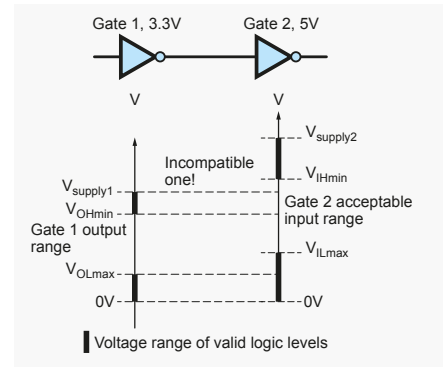 Gate 1, 3.3V
Gate 2, 5V
V
V
Vsupply2
Incompatible
one!
VIHmin
Vsupply1
VOHmin
Gate 1 output
range
Gate 2 acceptable
input range
VILmax
VOLmax
0V
0V
Voltage range of valid logic levels